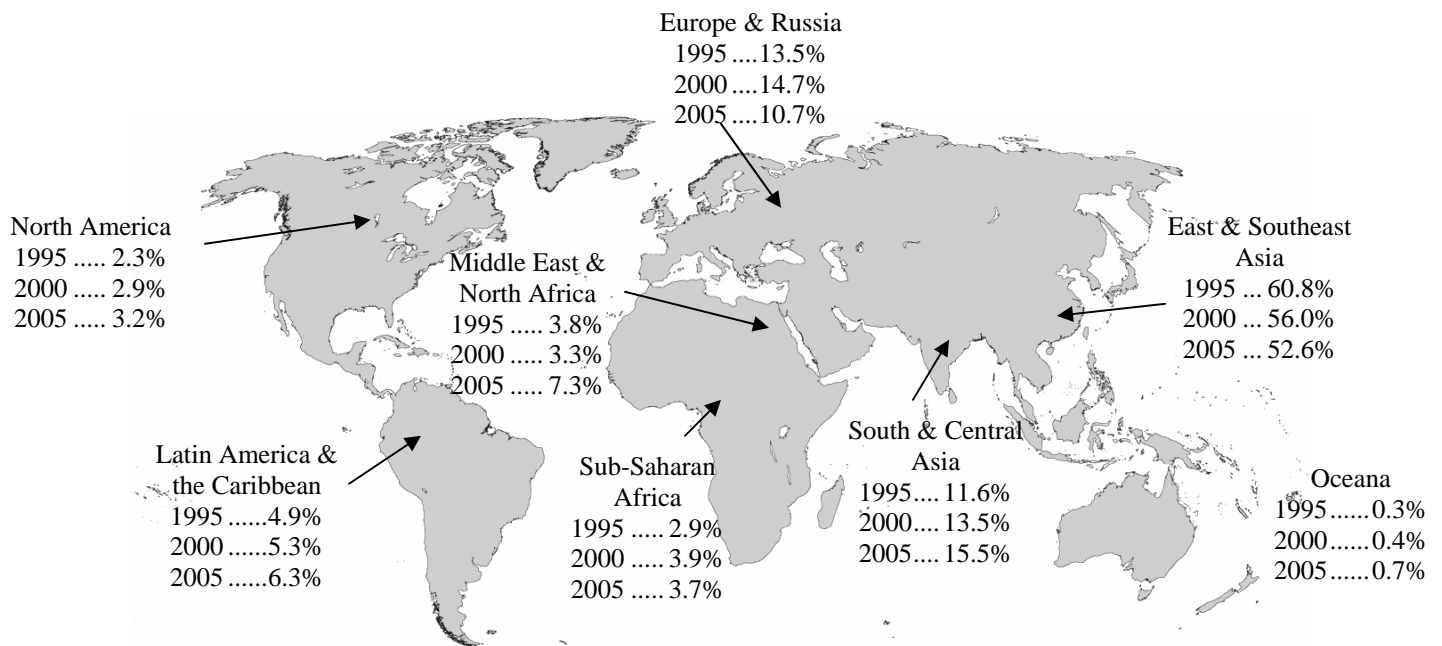 Europe & Russia
1995 ....13.5%
2000 ....14.7%
2005 ....10.7%
North America
1995 ..... 2.3%
2000 ..... 2.9%
2005 ..... 3.2%
Middle East &
North Africa
1995 ..... 3.8%
2000 ..... 3.3%
2005 ..... 7.3%
East & Southeast
Asia
1995 ... 60.8%
2000 ... 56.0%
2005 ... 52.6%
Latin America &
the Caribbean
1995 ......4.9%
2000 ......5.3%
2005 ......6.3%
Sub-Saharan
Africa
1995 ..... 2.9%
2000 ..... 3.9%
2005 ..... 3.7%
South & Central
Asia
1995.... 11.6%
2000.... 13.5%
2005.... 15.5%
Oceana
1995......0.3%
2000......0.4%
2005......0.7%